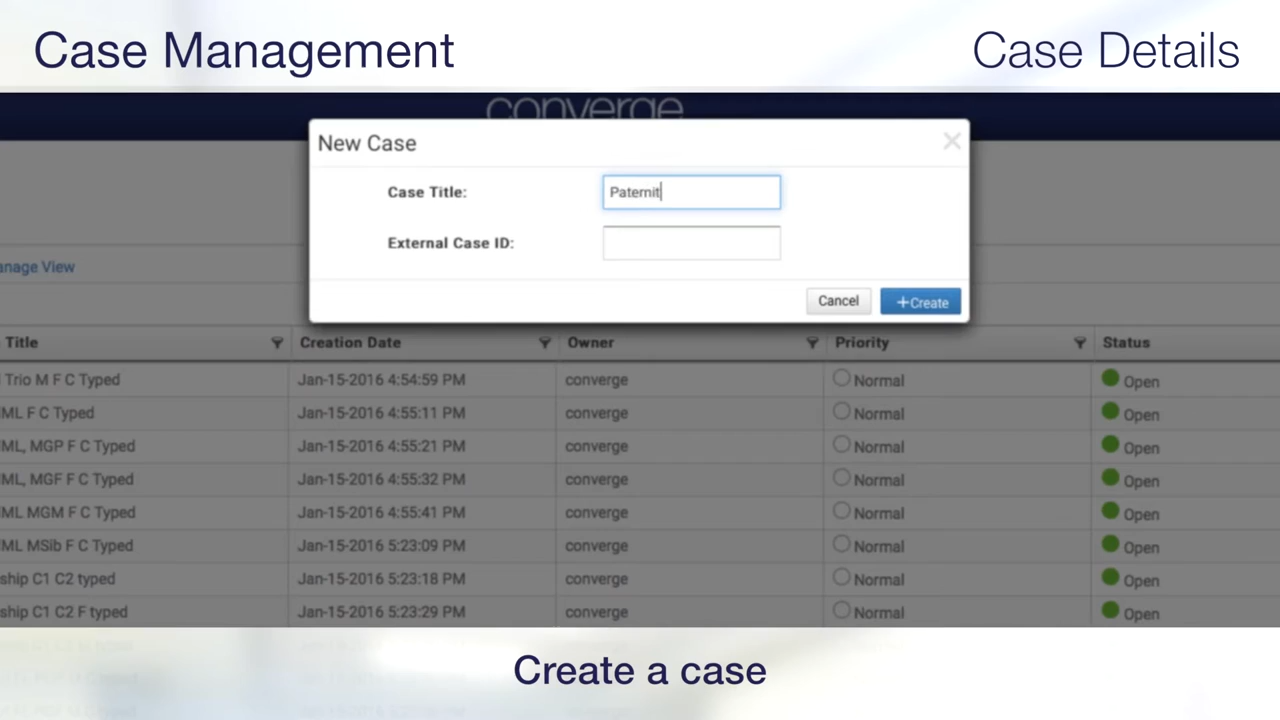 Case Management
Case Details
converge
New Case
Case Title:
Paternit
External Case ID:
Cancel
+Create
anage View
Title
Creation Date
Owner
Priority
Status
Trio M F C Typed
Jan-15-2016 4:54:59 PM
converge
Normal
Open
ML F C Typed
Jan-15-2016 4:55:11 PM
converge
Normal
Open
ML, MGP F C Typed
Jan-15-2016 4:55:21 PM
converge
Normal
Open
ML, MGF F C Typed
Jan-15-2016 4:55:32 PM
converge
Normal
Open
ML MGM F C Typed
Jan-15-2016 4:55:41 PM
converge
Normal
Open
ML MSib F C Typed
Jan-15-2016 5:23:09 PM
converge
Normal
Open
ship C1 C2 typed
Jan-15-2016 5:23:18 PM
converge
Normal
Open
ship C1 C2 F typed
Jan-15-2016 5:23:29 PM
converge
Normal
Open
Create a case